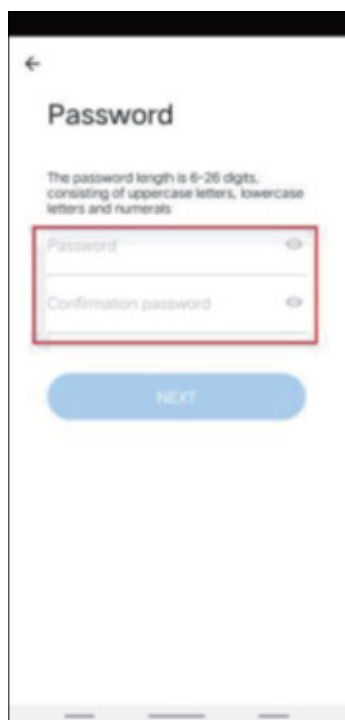 Password
The password length is 6-26 digits,
consisting of uppercase letters, lowercase
letters and numerals
Password
Confirmation password
NEXT